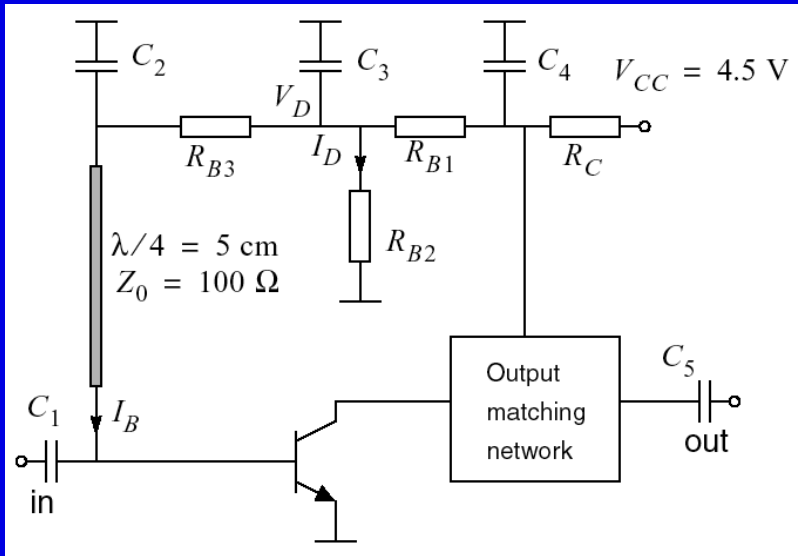 C2
C3
C4
VCC = 4.5 V
VD
RB3
ID
RB1
RC
λ/4 = 5 cm
Z0 = 100 Ω
RB2
Output
matching
network
C5
out
C1
IB
in